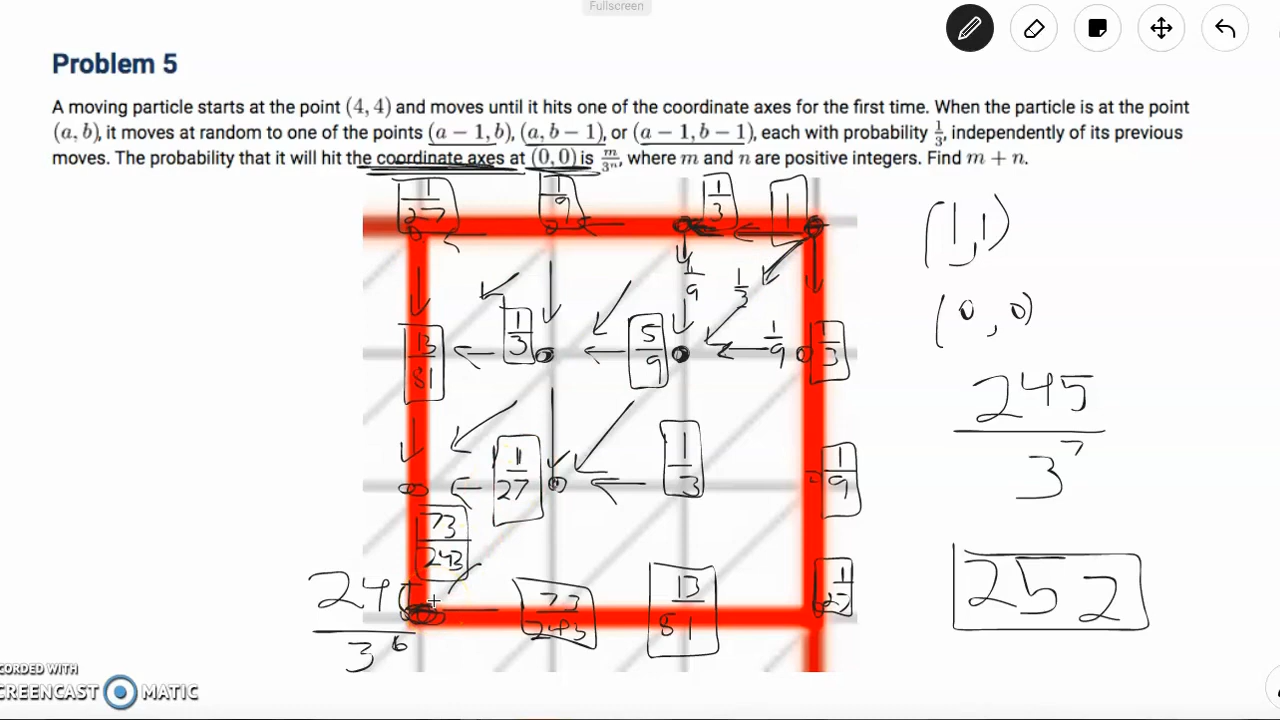 Fullscreen
Problem 5
A moving particle starts at the point (4, 4) and moves until it hits one of the coordinate axes for the first time. When the particle is at the point
(a, b), it moves at random to one of the points (a − 1, b), (a, b − 1), or (a − 1, b − 1), each with probability 1/3, independently of its previous
moves. The probability that it will hit the coordinate axes at (0, 0) is m/3^n, where m and n are positive integers. Find m + n.
1/27 1/9 1/3 1
(1,1)
4/9 1/3
(0,0)
13/81 1/3 5/9 1/9 1/3
245/3^7
11/27 1/3 1/9
73/243
252
73/243 13/81 1/27
3^6
CORDED WITH
SCREENCAST MATIC